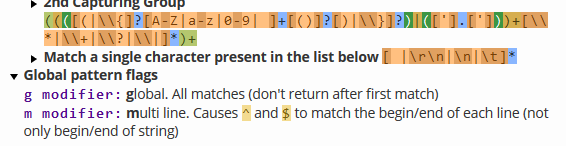 2nd Capturing Group
((([(|\\{]?[A-Z|a-z|0-9| ]+[()]?[)|\\}]?)|(['].[']))+[\\
*|\\+|\\?|\\|]*)+
Match a single character present in the list below [ |\r\n|\n|\t]*
Global pattern flags
g modifier: global. All matches (don't return after first match)
m modifier: multi line. Causes ^ and $ to match the begin/end of each line (not
only begin/end of string)